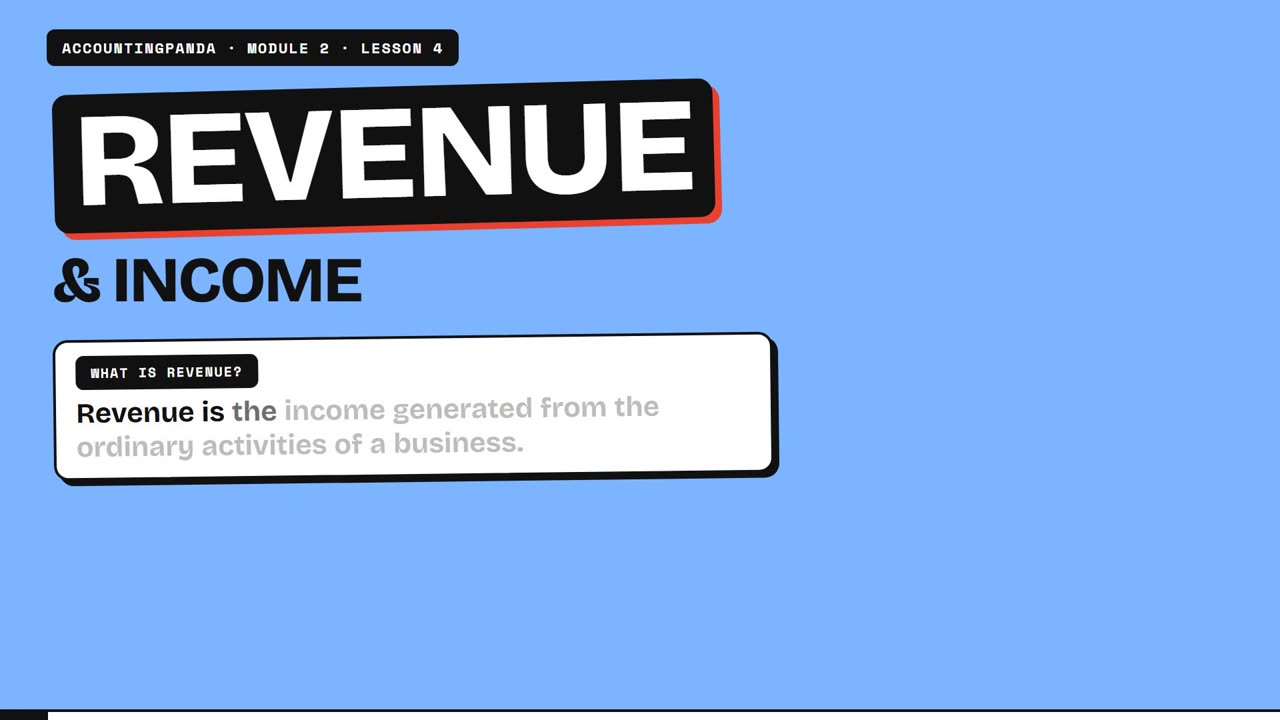 ACCOUNTINGPANDA · MODULE 2 · LESSON 4
REVENUE
& INCOME
WHAT IS REVENUE?
Revenue is the income generated from the
ordinary activities of a business.